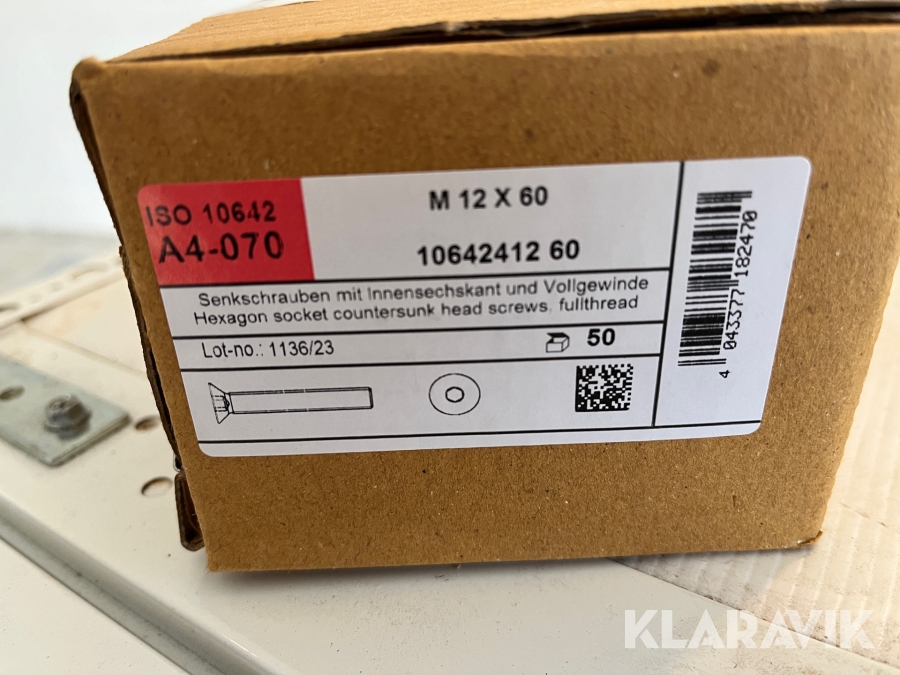 ISO 10642
A4-070
M 12 X 60
10642412 60
Senkschrauben mit Innensechskant und Vollgewinde
Hexagon socket countersunk head screws, fullthread
Lot-no.: 1136/23
50
4 043377 182470
KLARAVIK